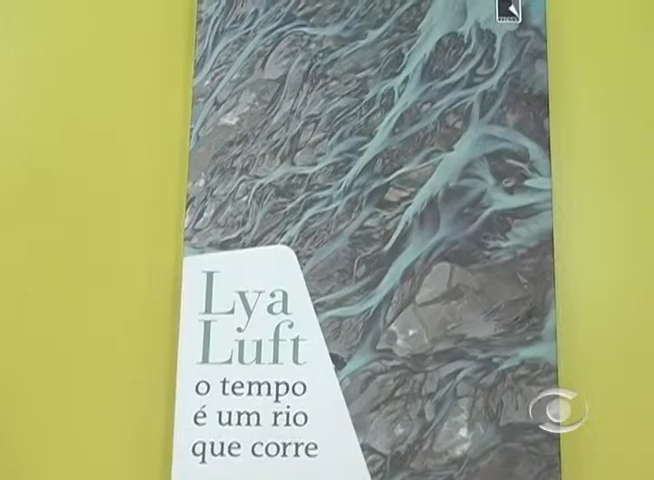 Lya
Luft
o tempo
é um rio
que corre